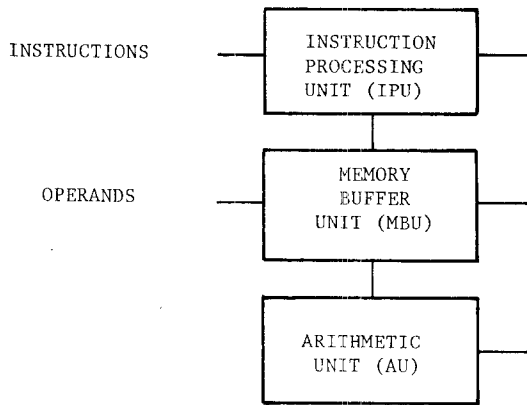 INSTRUCTIONS
INSTRUCTION
PROCESSING
UNIT (IPU)
OPERANDS
MEMORY
BUFFER
UNIT (MBU)
ARITHMETIC
UNIT (AU)